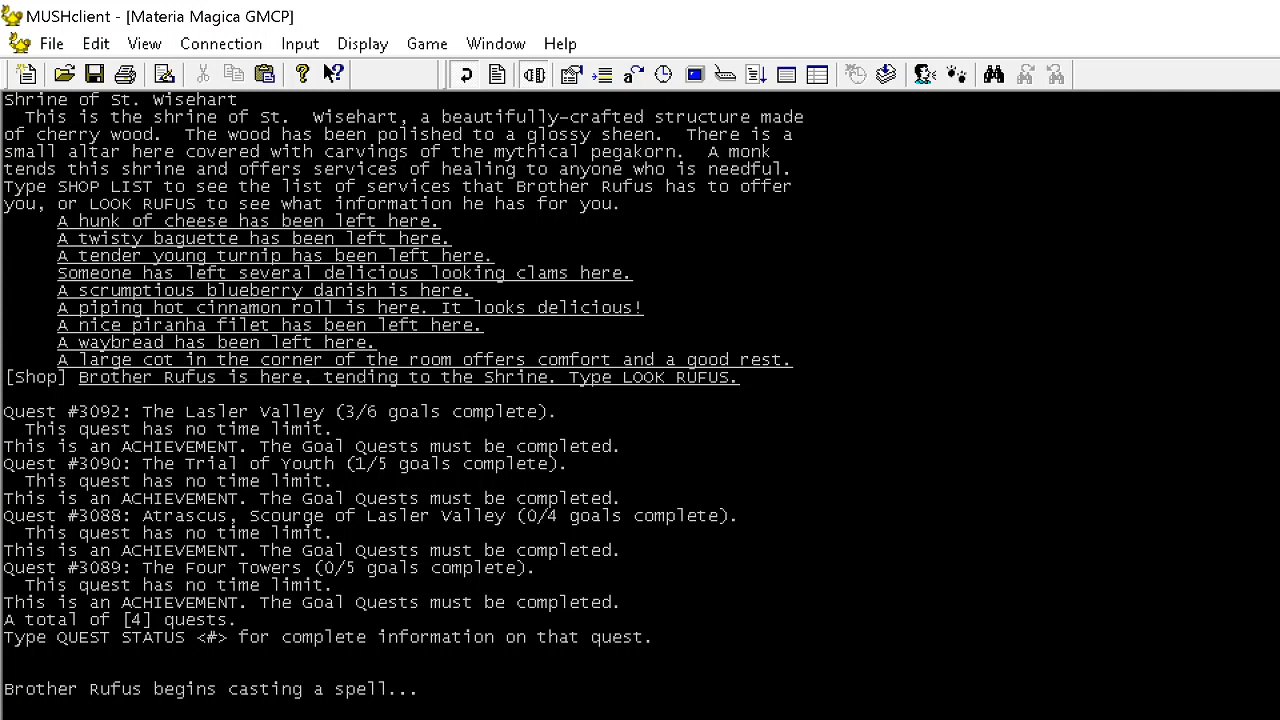 MUSHclient - [Materia Magica GMCP]
File Edit View Connection Input Display Game Window Help
Shrine of St. Wisehart
This is the shrine of St.  Wisehart, a beautifully-crafted structure made
of cherry wood.  The wood has been polished to a glossy sheen.  There is a
small altar here covered with carvings of the mythical pegakorn.  A monk
tends this shrine and offers services of healing to anyone who is needful.
Type SHOP LIST to see the list of services that Brother Rufus has to offer
you, or LOOK RUFUS to see what information he has for you.
A hunk of cheese has been left here.
A twisty baguette has been left here.
A tender young turnip has been left here.
Someone has left several delicious looking clams here.
A scrumptious blueberry danish is here.
A piping hot cinnamon roll is here. It looks delicious!
A nice piranha filet has been left here.
A waybread has been left here.
A large cot in the corner of the room offers comfort and a good rest.
[Shop] Brother Rufus is here, tending to the Shrine. Type LOOK RUFUS.
Quest #3092: The Lasler Valley (3/6 goals complete).
This quest has no time limit.
This is an ACHIEVEMENT. The Goal Quests must be completed.
Quest #3090: The Trial of Youth (1/5 goals complete).
This quest has no time limit.
This is an ACHIEVEMENT. The Goal Quests must be completed.
Quest #3088: Atrascus, Scourge of Lasler Valley (0/4 goals complete).
This quest has no time limit.
This is an ACHIEVEMENT. The Goal Quests must be completed.
Quest #3089: The Four Towers (0/5 goals complete).
This quest has no time limit.
This is an ACHIEVEMENT. The Goal Quests must be completed.
A total of [4] quests.
Type QUEST STATUS <#> for complete information on that quest.
Brother Rufus begins casting a spell...